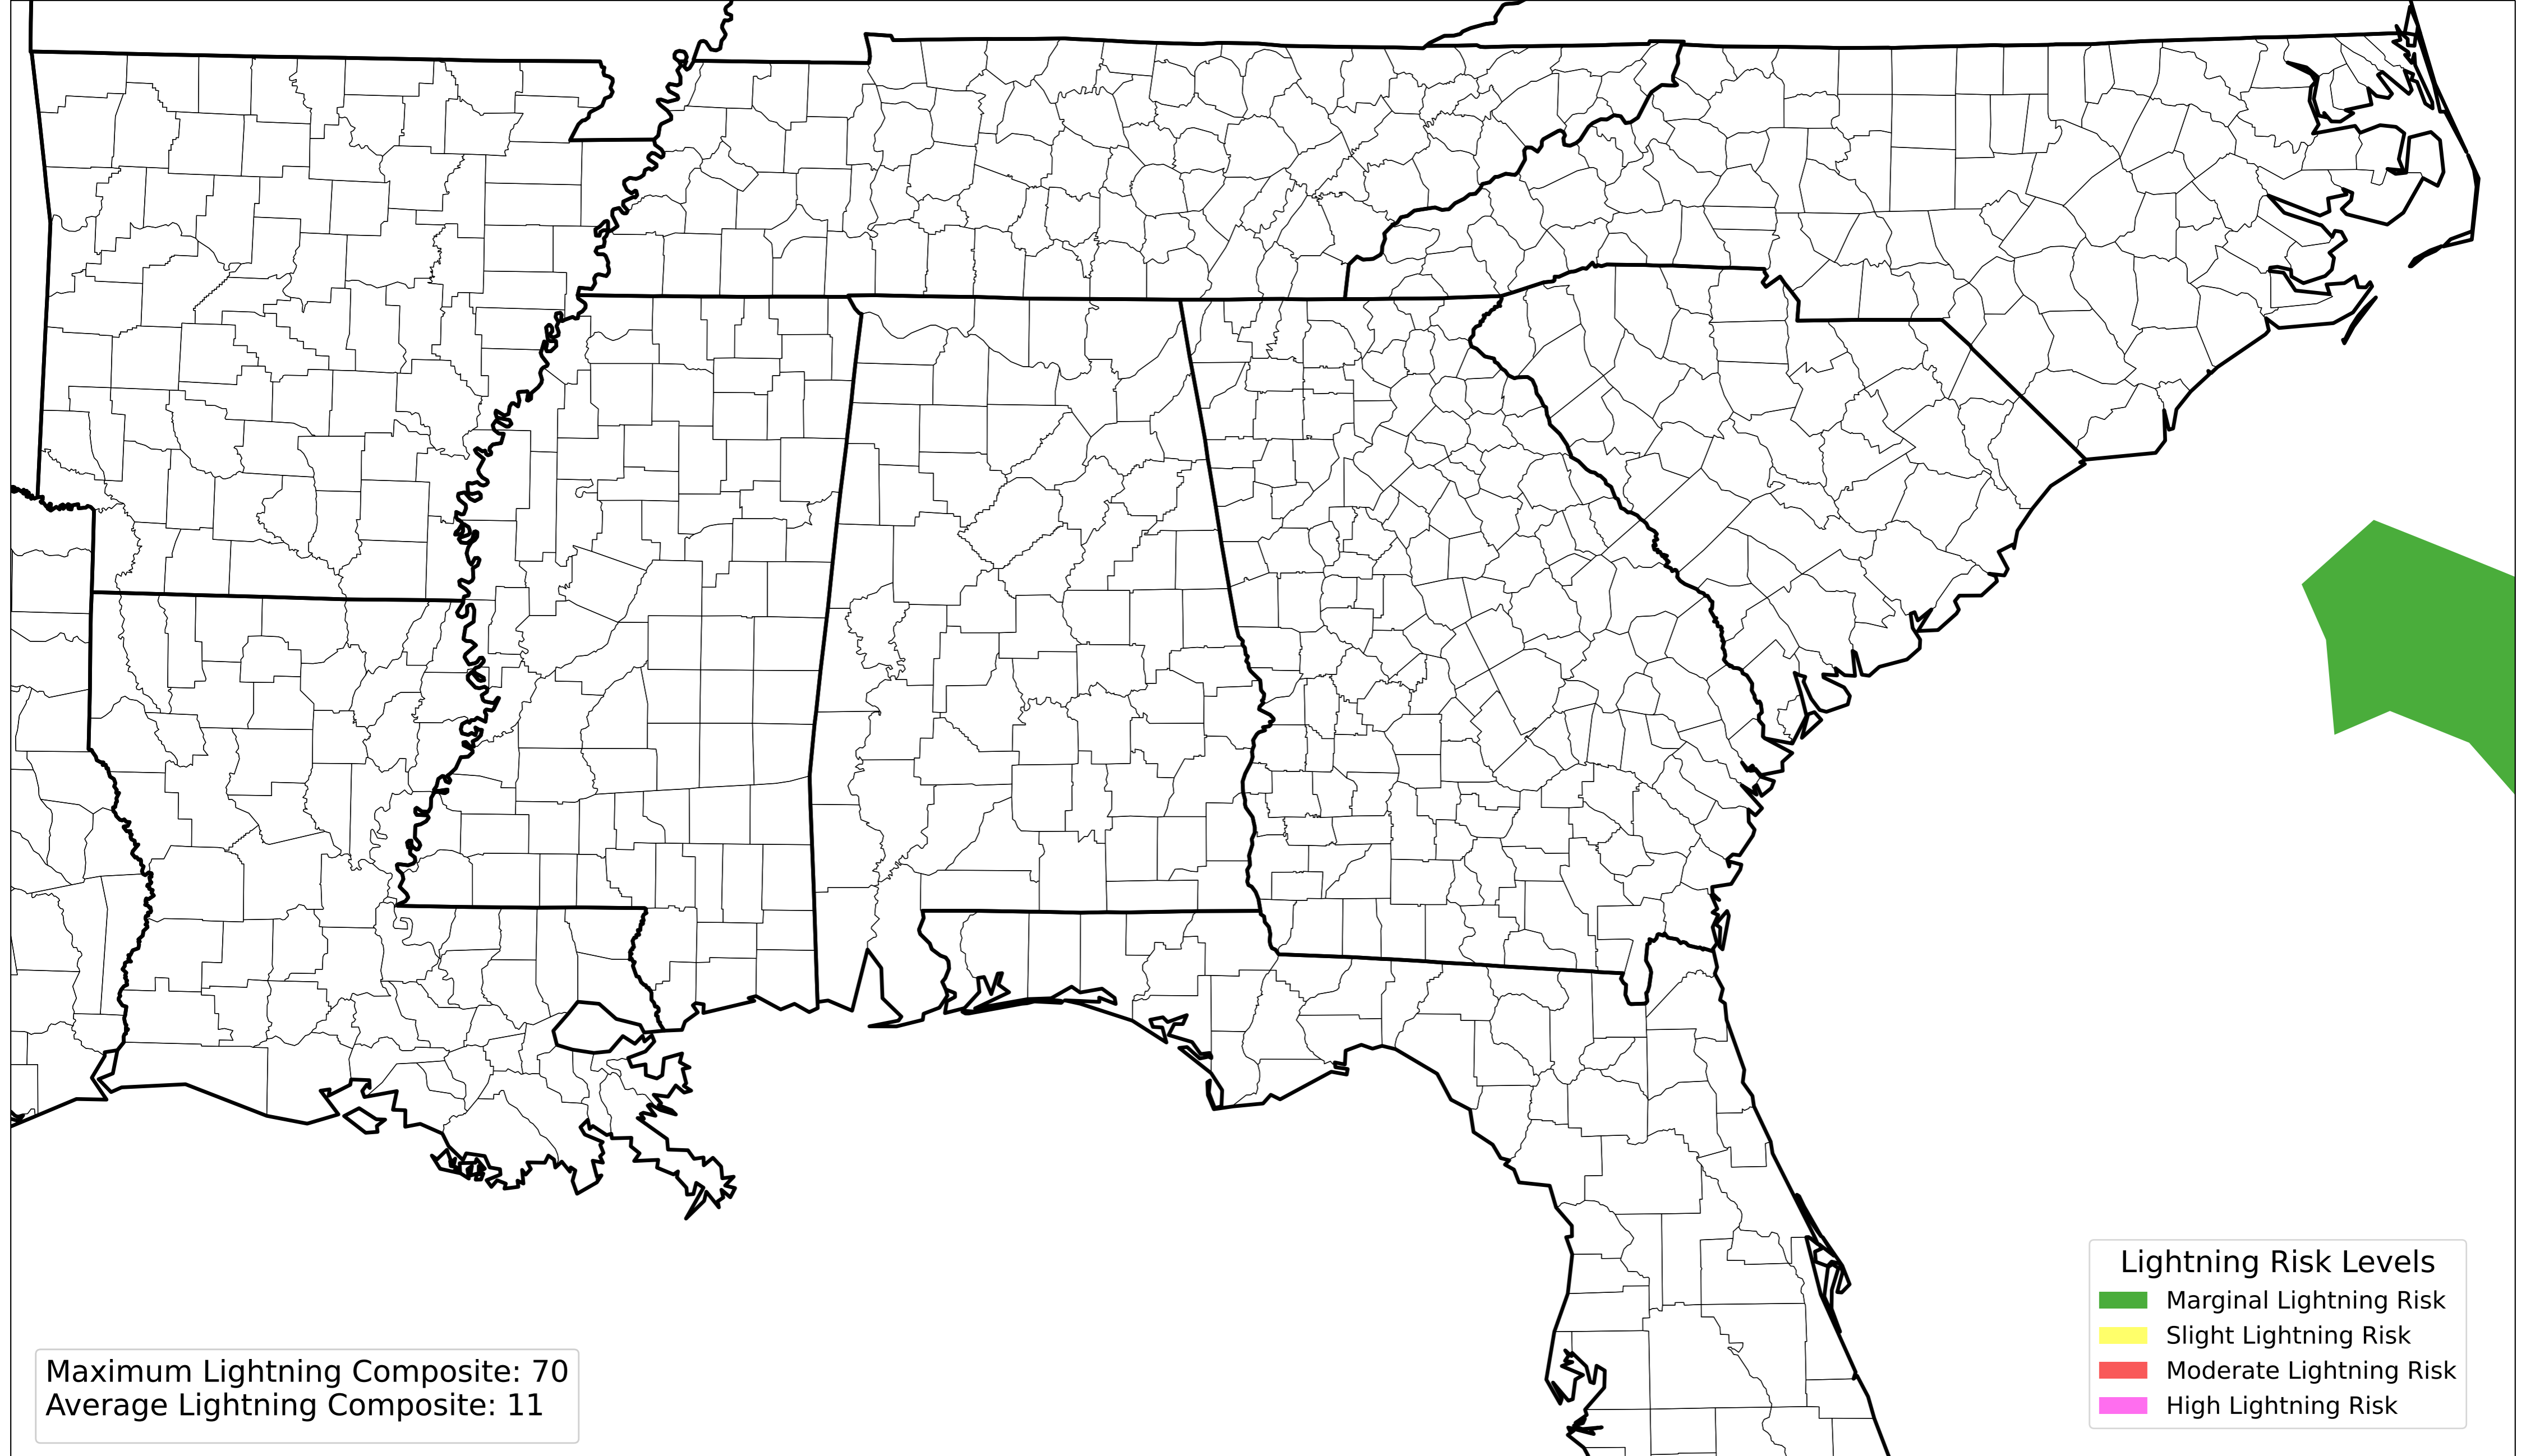 Maximum Lightning Composite: 70
Average Lightning Composite: 11
Lightning Risk Levels
Marginal Lightning Risk
Slight Lightning Risk
Moderate Lightning Risk
High Lightning Risk